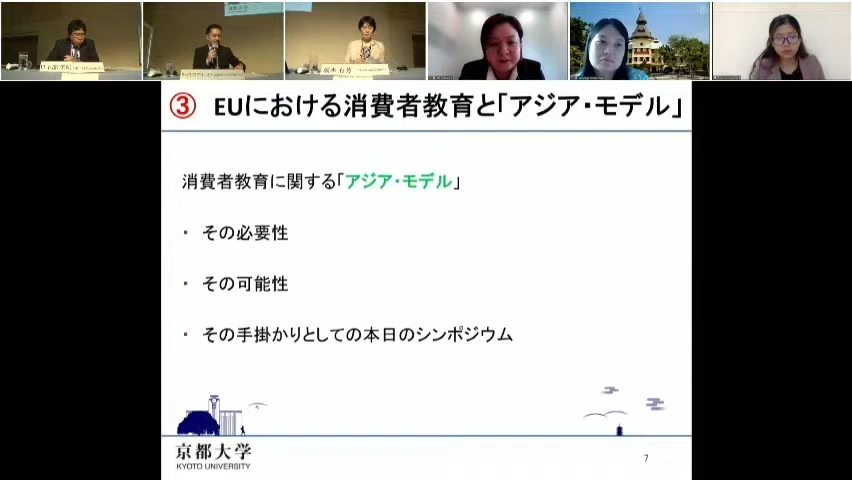 ③ EUにおける消費者教育と「アジア・モデル」
消費者教育に関する「アジア・モデル」
・ その必要性
・ その可能性
・ その手掛かりとしての本日のシンポジウム
京都大学
KYOTO UNIVERSITY
7